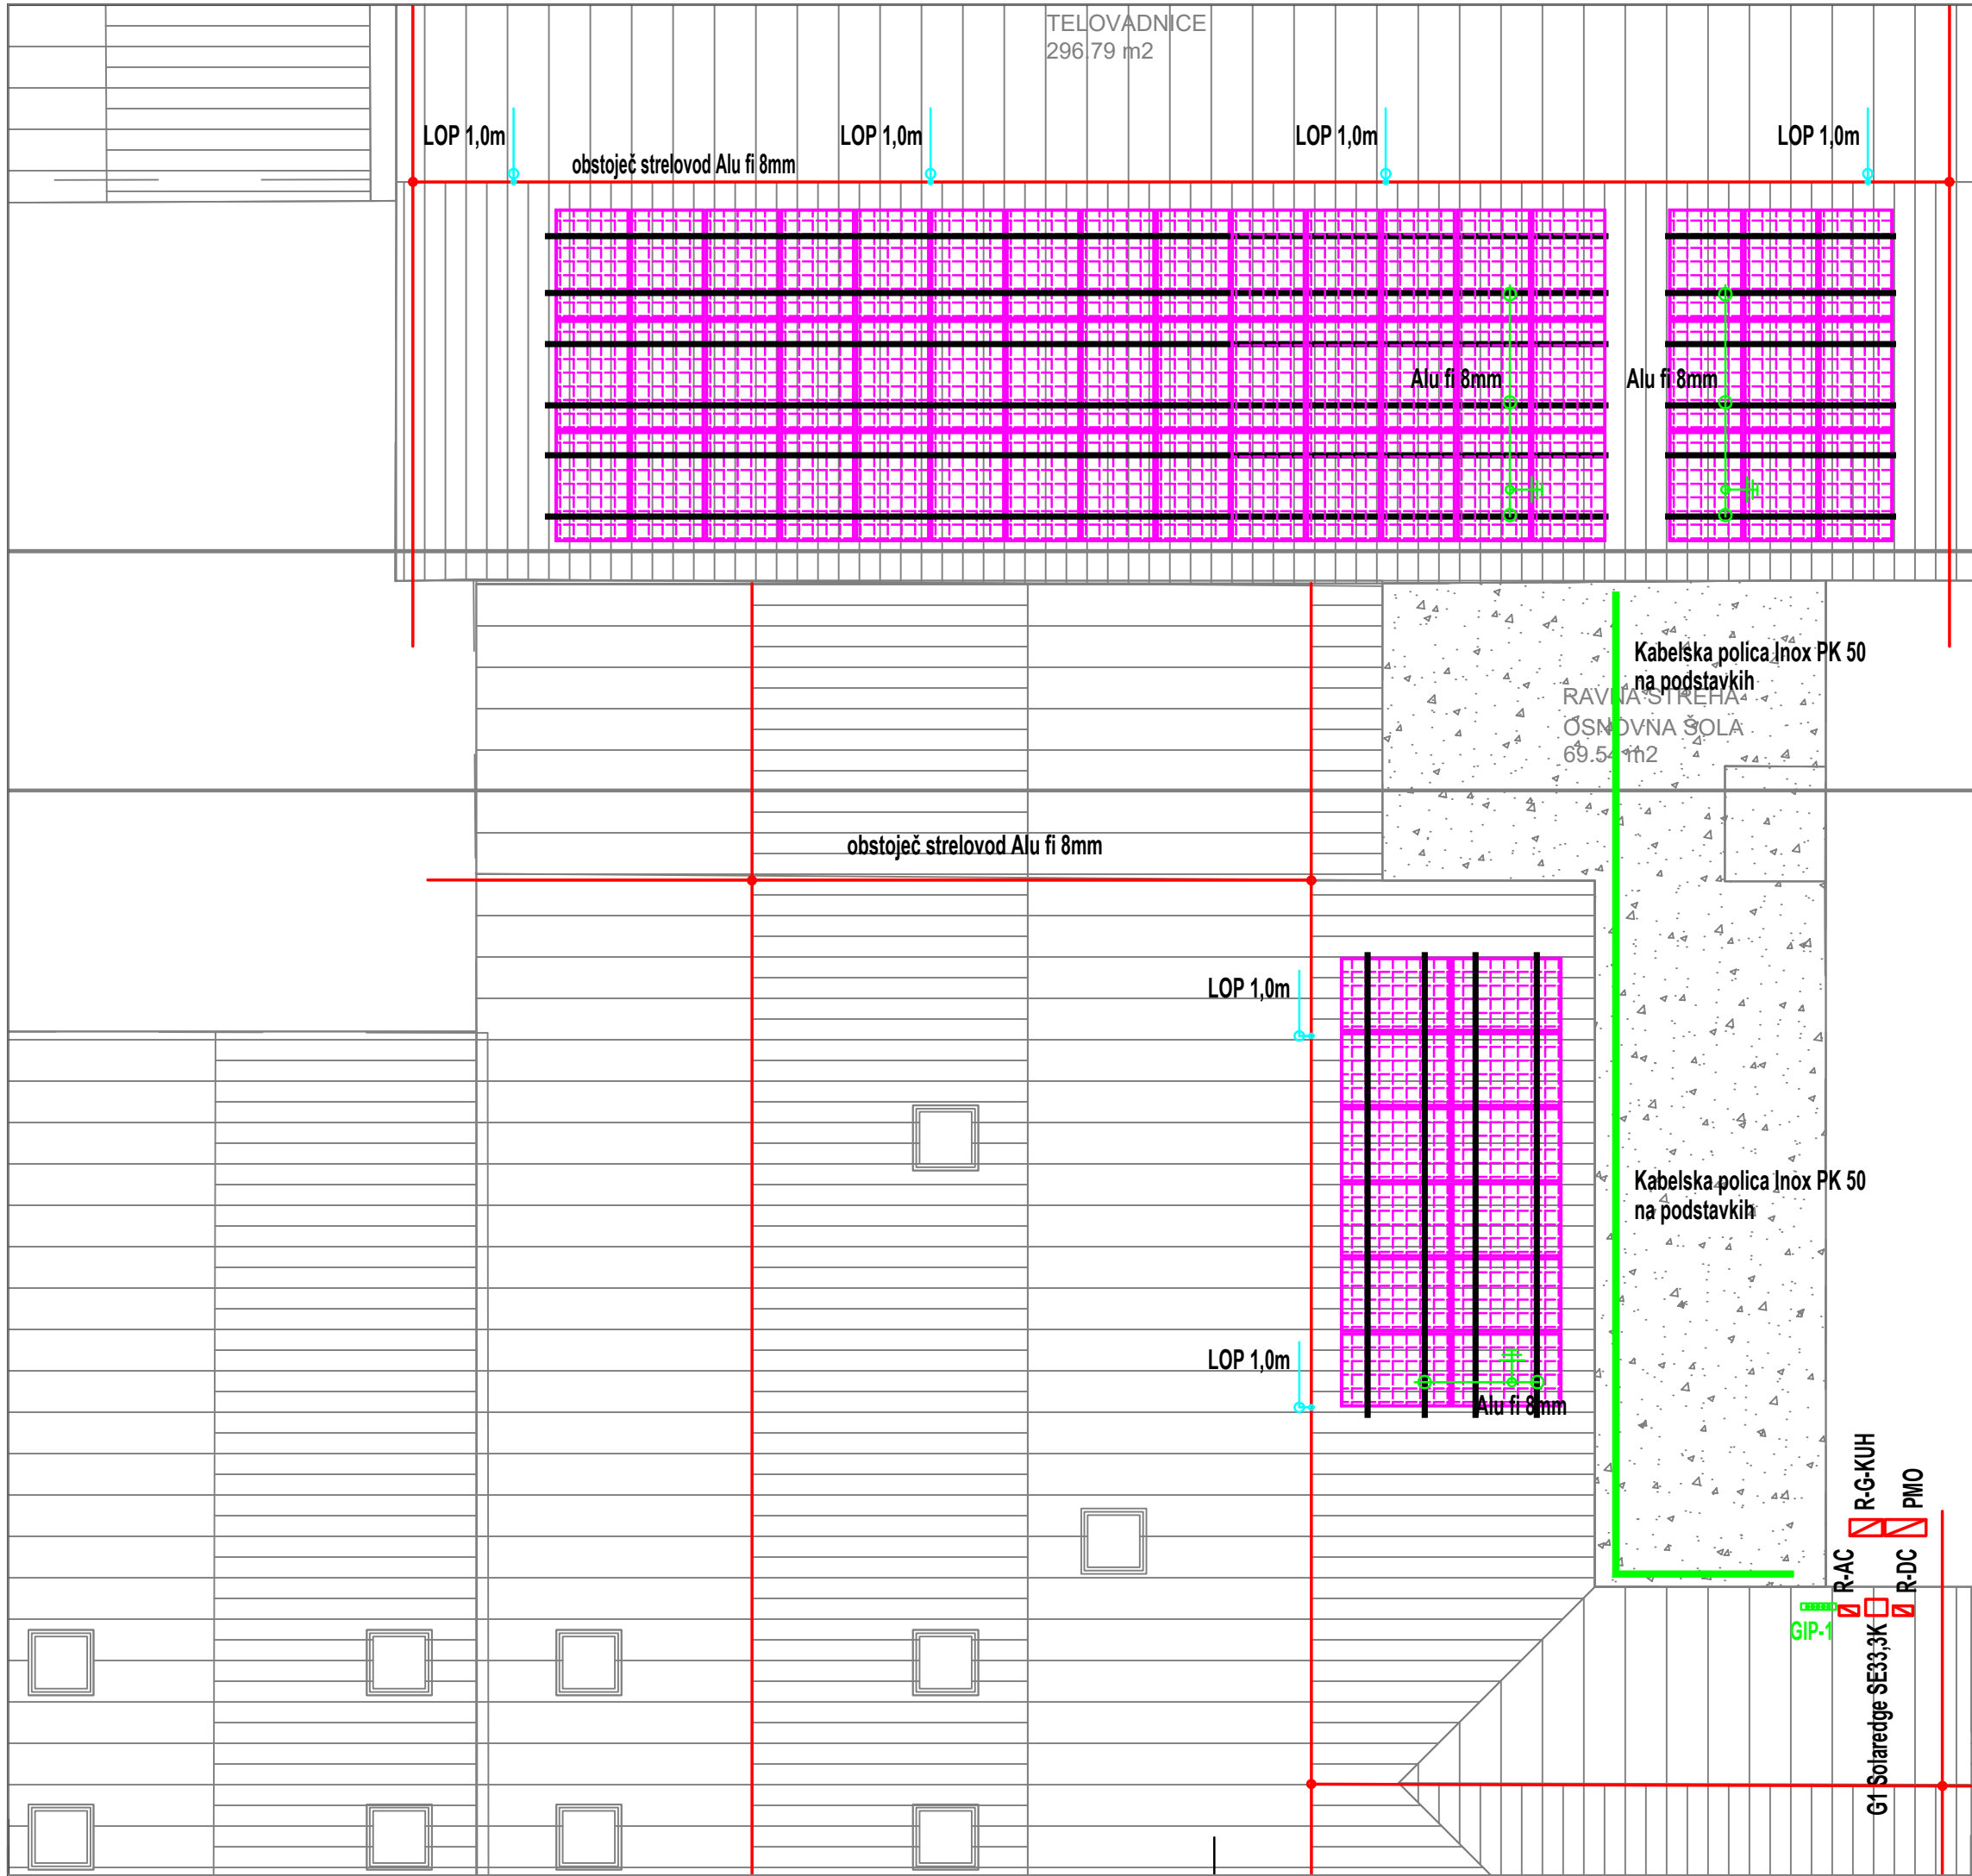 TELOVADNICE
296.79 m2
LOP 1,0m
LOP 1,0m
LOP 1,0m
LOP 1,0m
obstoječ strelovod Alu fi 8mm
Alu fi 8mm
Alu fi 8mm
Kabelska polica Inox PK 50
na podstavkih
RAVNA STREHA
OSNOVNA ŠOLA
69.54 m2
obstoječ strelovod Alu fi 8mm
LOP 1,0m
Kabelska polica Inox PK 50
na podstavkih
LOP 1,0m
Alu fi 8mm
R-G-KUH
PMO
R-AC
R-DC
GIP-1
G1 Solaredge SE33,3K